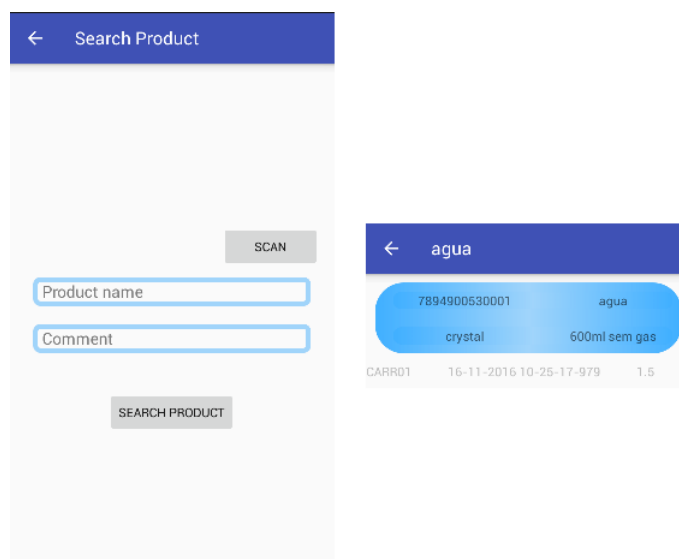 Search Product
SCAN
Product name
Comment
SEARCH PRODUCT
agua
7894900530001 agua
crystal 600ml sem gas
CARR01 16-11-2016 10-25-17-979 1.5